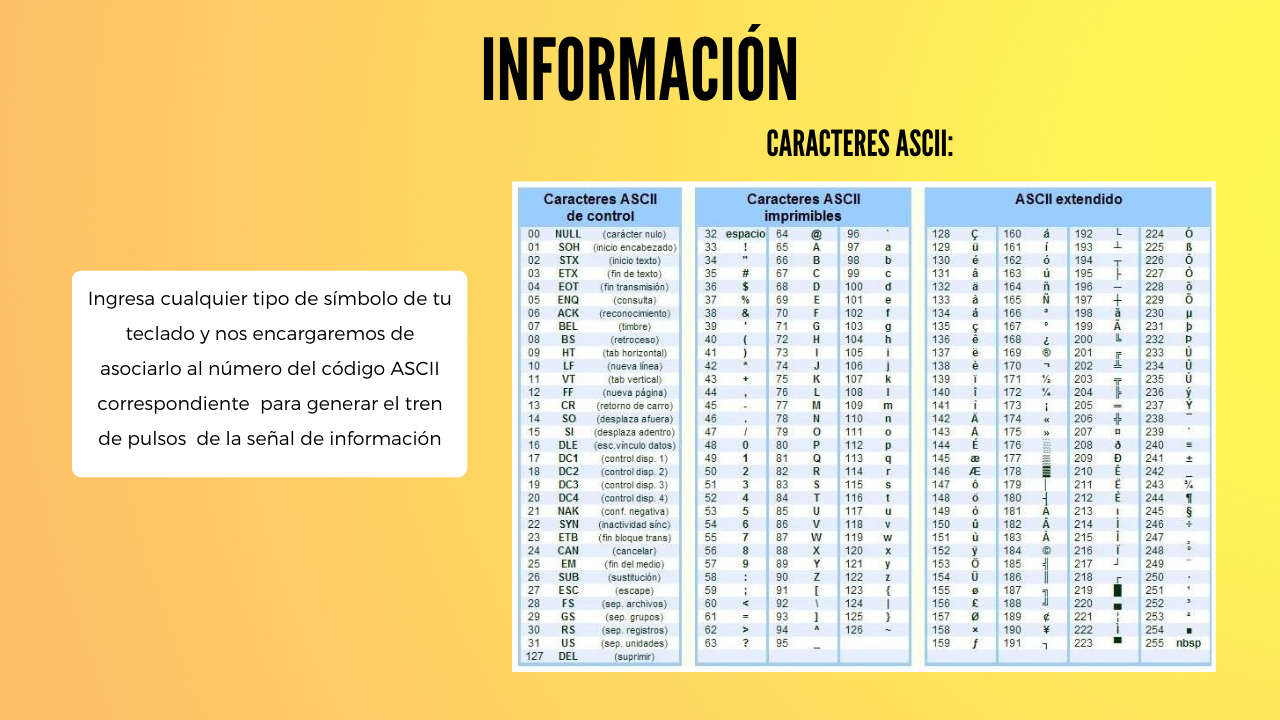 INFORMACIÓN
CARACTERES ASCII:
Ingresa cualquier tipo de símbolo de tu
teclado y nos encargaremos de
asociarlo al número del código ASCII
correspondiente para generar el tren
de pulsos de la señal de información
Caracteres ASCII
de control
00 NULL (carácter nulo)
01 SOH (inicio encabezado)
02 STX (inicio texto)
03 ETX (fin de texto)
04 EOT (fin transmisión)
05 ENQ (consulta)
06 ACK (reconocimiento)
07 BEL (timbre)
08 BS (retroceso)
09 HT (tab horizontal)
10 LF (nueva línea)
11 VT (tab vertical)
12 FF (nueva página)
13 CR (retorno de carro)
14 SO (desplaza afuera)
15 SI (desplaza adentro)
16 DLE (esc.vínculo datos)
17 DC1 (control disp. 1)
18 DC2 (control disp. 2)
19 DC3 (control disp. 3)
20 DC4 (control disp. 4)
21 NAK (conf. negativa)
22 SYN (inactividad sínc)
23 ETB (fin bloque trans)
24 CAN (cancelar)
25 EM (fin del medio)
26 SUB (sustitución)
27 ESC (escape)
28 FS (sep. archivos)
29 GS (sep. grupos)
30 RS (sep. registros)
31 US (sep. unidades)
127 DEL (suprimir)
Caracteres ASCII
imprimibles
32 espacio 64 @ 96 `
33 ! 65 A 97 a
34 " 66 B 98 b
35 # 67 C 99 c
36 $ 68 D 100 d
37 % 69 E 101 e
38 & 70 F 102 f
39 ' 71 G 103 g
40 ( 72 H 104 h
41 ) 73 I 105 i
42 * 74 J 106 j
43 + 75 K 107 k
44 , 76 L 108 l
45 - 77 M 109 m
46 . 78 N 110 n
47 / 79 O 111 o
48 0 80 P 112 p
49 1 81 Q 113 q
50 2 82 R 114 r
51 3 83 S 115 s
52 4 84 T 116 t
53 5 85 U 117 u
54 6 86 V 118 v
55 7 87 W 119 w
56 8 88 X 120 x
57 9 89 Y 121 y
58 : 90 Z 122 z
59 ; 91 [ 123 {
60 < 92 \ 124 |
61 = 93 ] 125 }
62 > 94 ^ 126 ~
63 ? 95 _
ASCII extendido
128 Ç 160 á 192 └ 224 Ó
129 ü 161 í 193 ┴ 225 ß
130 é 162 ó 194 ┬ 226 Ô
131 â 163 ú 195 ├ 227 Ò
132 ä 164 ñ 196 ─ 228 õ
133 à 165 Ñ 197 ┼ 229 Õ
134 å 166 ª 198 ã 230 µ
135 ç 167 º 199 Ã 231 þ
136 ê 168 ¿ 200 ╚ 232 Þ
137 ë 169 ® 201 ╔ 233 Ú
138 è 170 ¬ 202 ╩ 234 Û
139 ï 171 ½ 203 ╦ 235 Ù
140 î 172 ¼ 204 ╠ 236 ý
141 ì 173 ¡ 205 ═ 237 Ý
142 Ä 174 « 206 ╬ 238 ¯
143 Å 175 » 207 ¤ 239 ´
144 É 176 ░ 208 ð 240 ≡
145 æ 177 ▒ 209 Ð 241 ±
146 Æ 178 ▓ 210 Ê 242 ‗
147 ô 179 │ 211 Ë 243 ¾
148 ö 180 ┤ 212 È 244 ¶
149 ò 181 Á 213 ı 245 §
150 û 182 Â 214 Í 246 ÷
151 ù 183 À 215 Î 247 ¸
152 ÿ 184 © 216 Ï 248 °
153 Ö 185 ╣ 217 ┘ 249 ¨
154 Ü 186 ║ 218 ┌ 250 ·
155 ø 187 ╗ 219 █ 251 ¹
156 £ 188 ╝ 220 ▄ 252 ³
157 Ø 189 ¢ 221 ¦ 253 ²
158 × 190 ¥ 222 Ì 254 ■
159 ƒ 191 ┐ 223 ▀ 255 nbsp